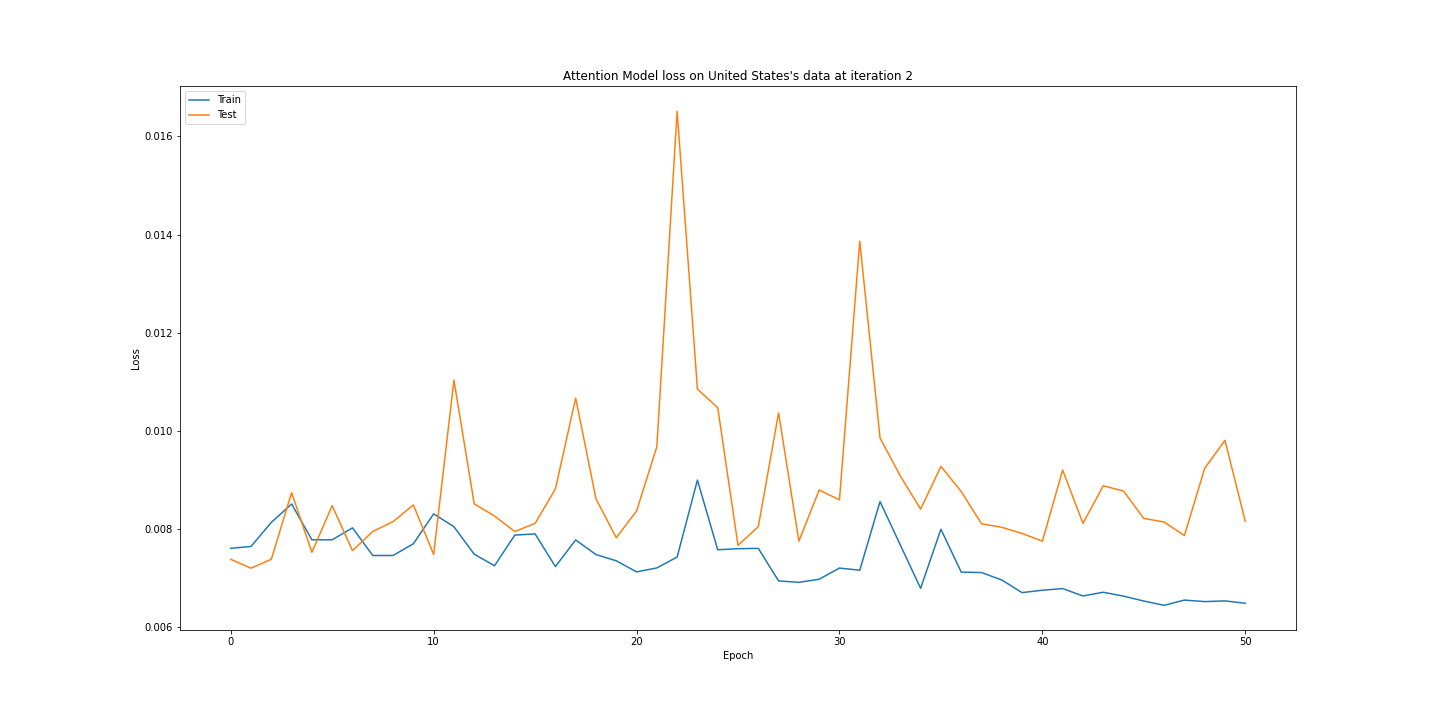 Attention Model loss on United States's data at iteration 2
Train
Test
0.016
0.014
0.012
0.010
0.008
0.006
Loss
0 10 20 30 40 50
Epoch